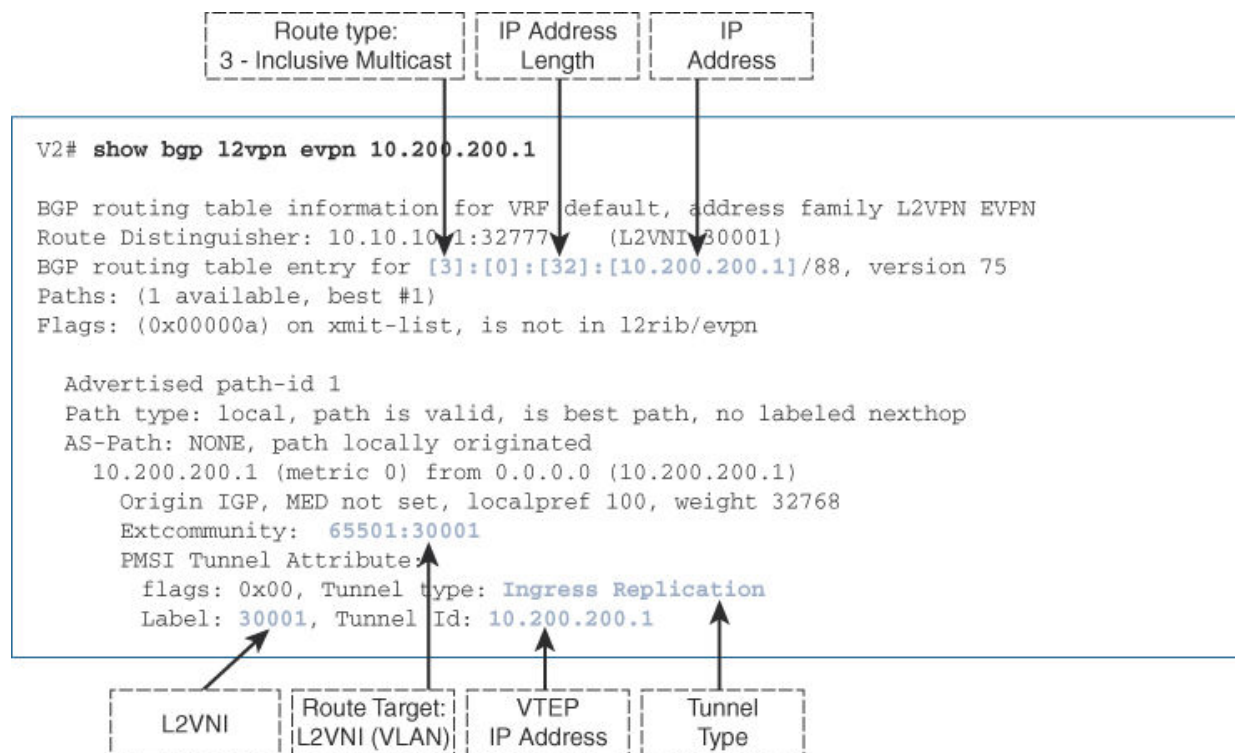 Route type:
3 - Inclusive Multicast
IP Address
Length
IP
Address
V2# show bgp l2vpn evpn 10.200.200.1
BGP routing table information for VRF default, address family L2VPN EVPN
Route Distinguisher: 10.10.10.1:32777 (L2VNI 30001)
BGP routing table entry for [3]:[0]:[32]:[10.200.200.1]/88, version 75
Paths: (1 available, best #1)
Flags: (0x00000a) on xmit-list, is not in l2rib/evpn
Advertised path-id 1
Path type: local, path is valid, is best path, no labeled nexthop
AS-Path: NONE, path locally originated
10.200.200.1 (metric 0) from 0.0.0.0 (10.200.200.1)
Origin IGP, MED not set, localpref 100, weight 32768
Extcommunity: 65501:30001
PMSI Tunnel Attribute:
flags: 0x00, Tunnel type: Ingress Replication
Label: 30001, Tunnel Id: 10.200.200.1
L2VNI
Route Target:
L2VNI (VLAN)
VTEP
IP Address
Tunnel
Type